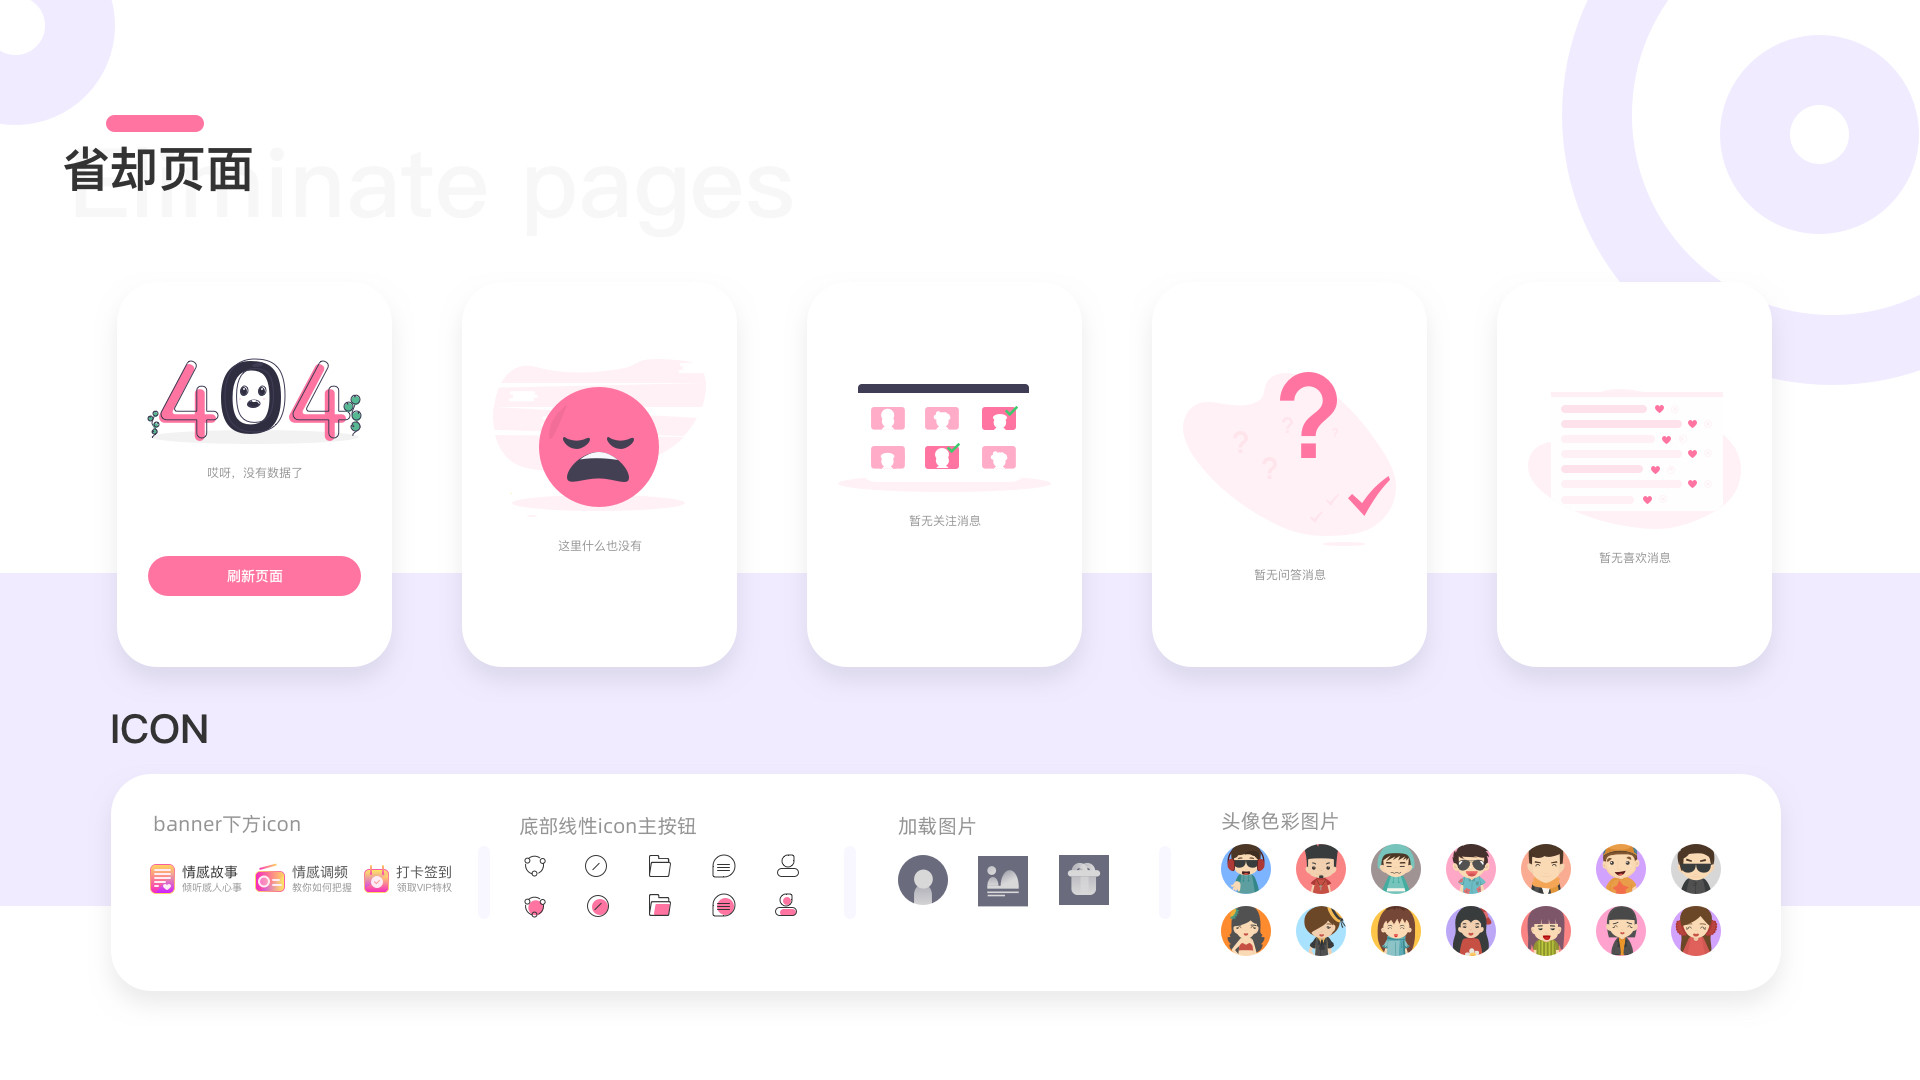 省却页面
Eliminate pages
404
哎呀，没有数据了
刷新页面
这里什么也没有
暂无关注消息
暂无问答消息
暂无喜欢消息
ICON
banner下方icon
情感故事
倾听感人心事
情感调频
教你如何把握
打卡签到
领取VIP特权
底部线性icon主按钮
加载图片
头像色彩图片